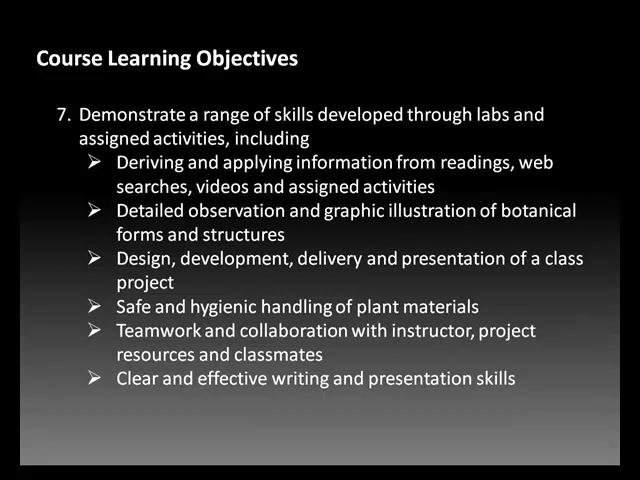 Course Learning Objectives
7. Demonstrate a range of skills developed through labs and
assigned activities, including
➢ Deriving and applying information from readings, web
searches, videos and assigned activities
➢ Detailed observation and graphic illustration of botanical
forms and structures
➢ Design, development, delivery and presentation of a class
project
➢ Safe and hygienic handling of plant materials
➢ Teamwork and collaboration with instructor, project
resources and classmates
➢ Clear and effective writing and presentation skills